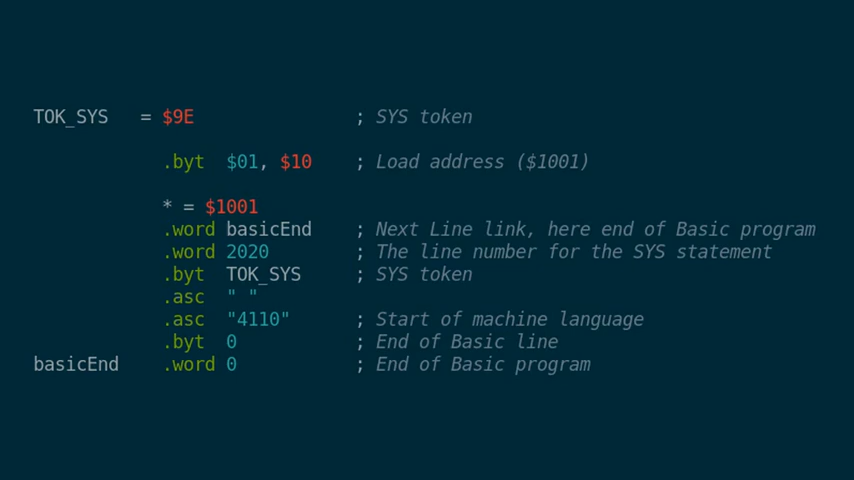 TOK_SYS = $9E ; SYS token
.byt $01, $10 ; Load address ($1001)
* = $1001
.word basicEnd ; Next Line link, here end of Basic program
.word 2020 ; The line number for the SYS statement
.byt TOK_SYS ; SYS token
.asc " "
.asc "4110" ; Start of machine language
.byt 0 ; End of Basic line
basicEnd .word 0 ; End of Basic program